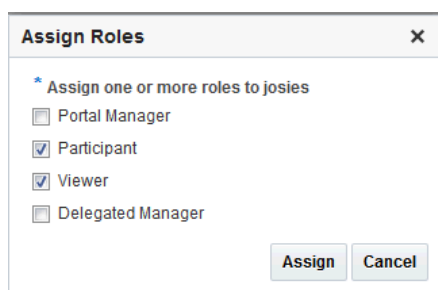 Assign Roles
* Assign one or more roles to josies
Portal Manager
Participant
Viewer
Delegated Manager
Assign Cancel